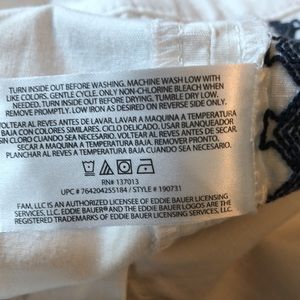 TURN INSIDE OUT BEFORE WASHING. MACHINE WASH LOW WITH
LIKE COLORS. GENTLE CYCLE. ONLY NON-CHLORINE BLEACH WHEN
NEEDED. TURN INSIDE OUT BEFORE DRYING. TUMBLE DRY LOW.
REMOVE PROMPTLY. LOW IRON AS DESIRED ON REVERSE SIDE ONLY.
VOLTEAR AL REVES ANTES DE LAVAR. LAVAR A MAQUINA A TEMPERATURA
BAJA CON COLORES SIMILARES. CICLO DELICADO. USAR BLANQUEADOR
SIN CLORO CUANDO SEA NECESARIO. VOLTEAR AL REVES ANTES DE SECAR.
SECAR A MAQUINA A TEMPERATURA BAJA. REMOVER PRONTO.
PLANCHAR AL REVES A TEMPERATURA BAJA CUANDO SEA NECESARIO.
RN# 137013
UPC # 764204255184 / STYLE # 190731
FAM, LLC IS AN AUTHORIZED LICENSEE OF EDDIE BAUER
LICENSING SERVICES, LLC. EDDIE BAUER® AND THE EDDIE BAUER LOGOS ARE THE
REGISTERED TRADEMARKS OF EDDIE BAUER LICENSING SERVICES, LLC.